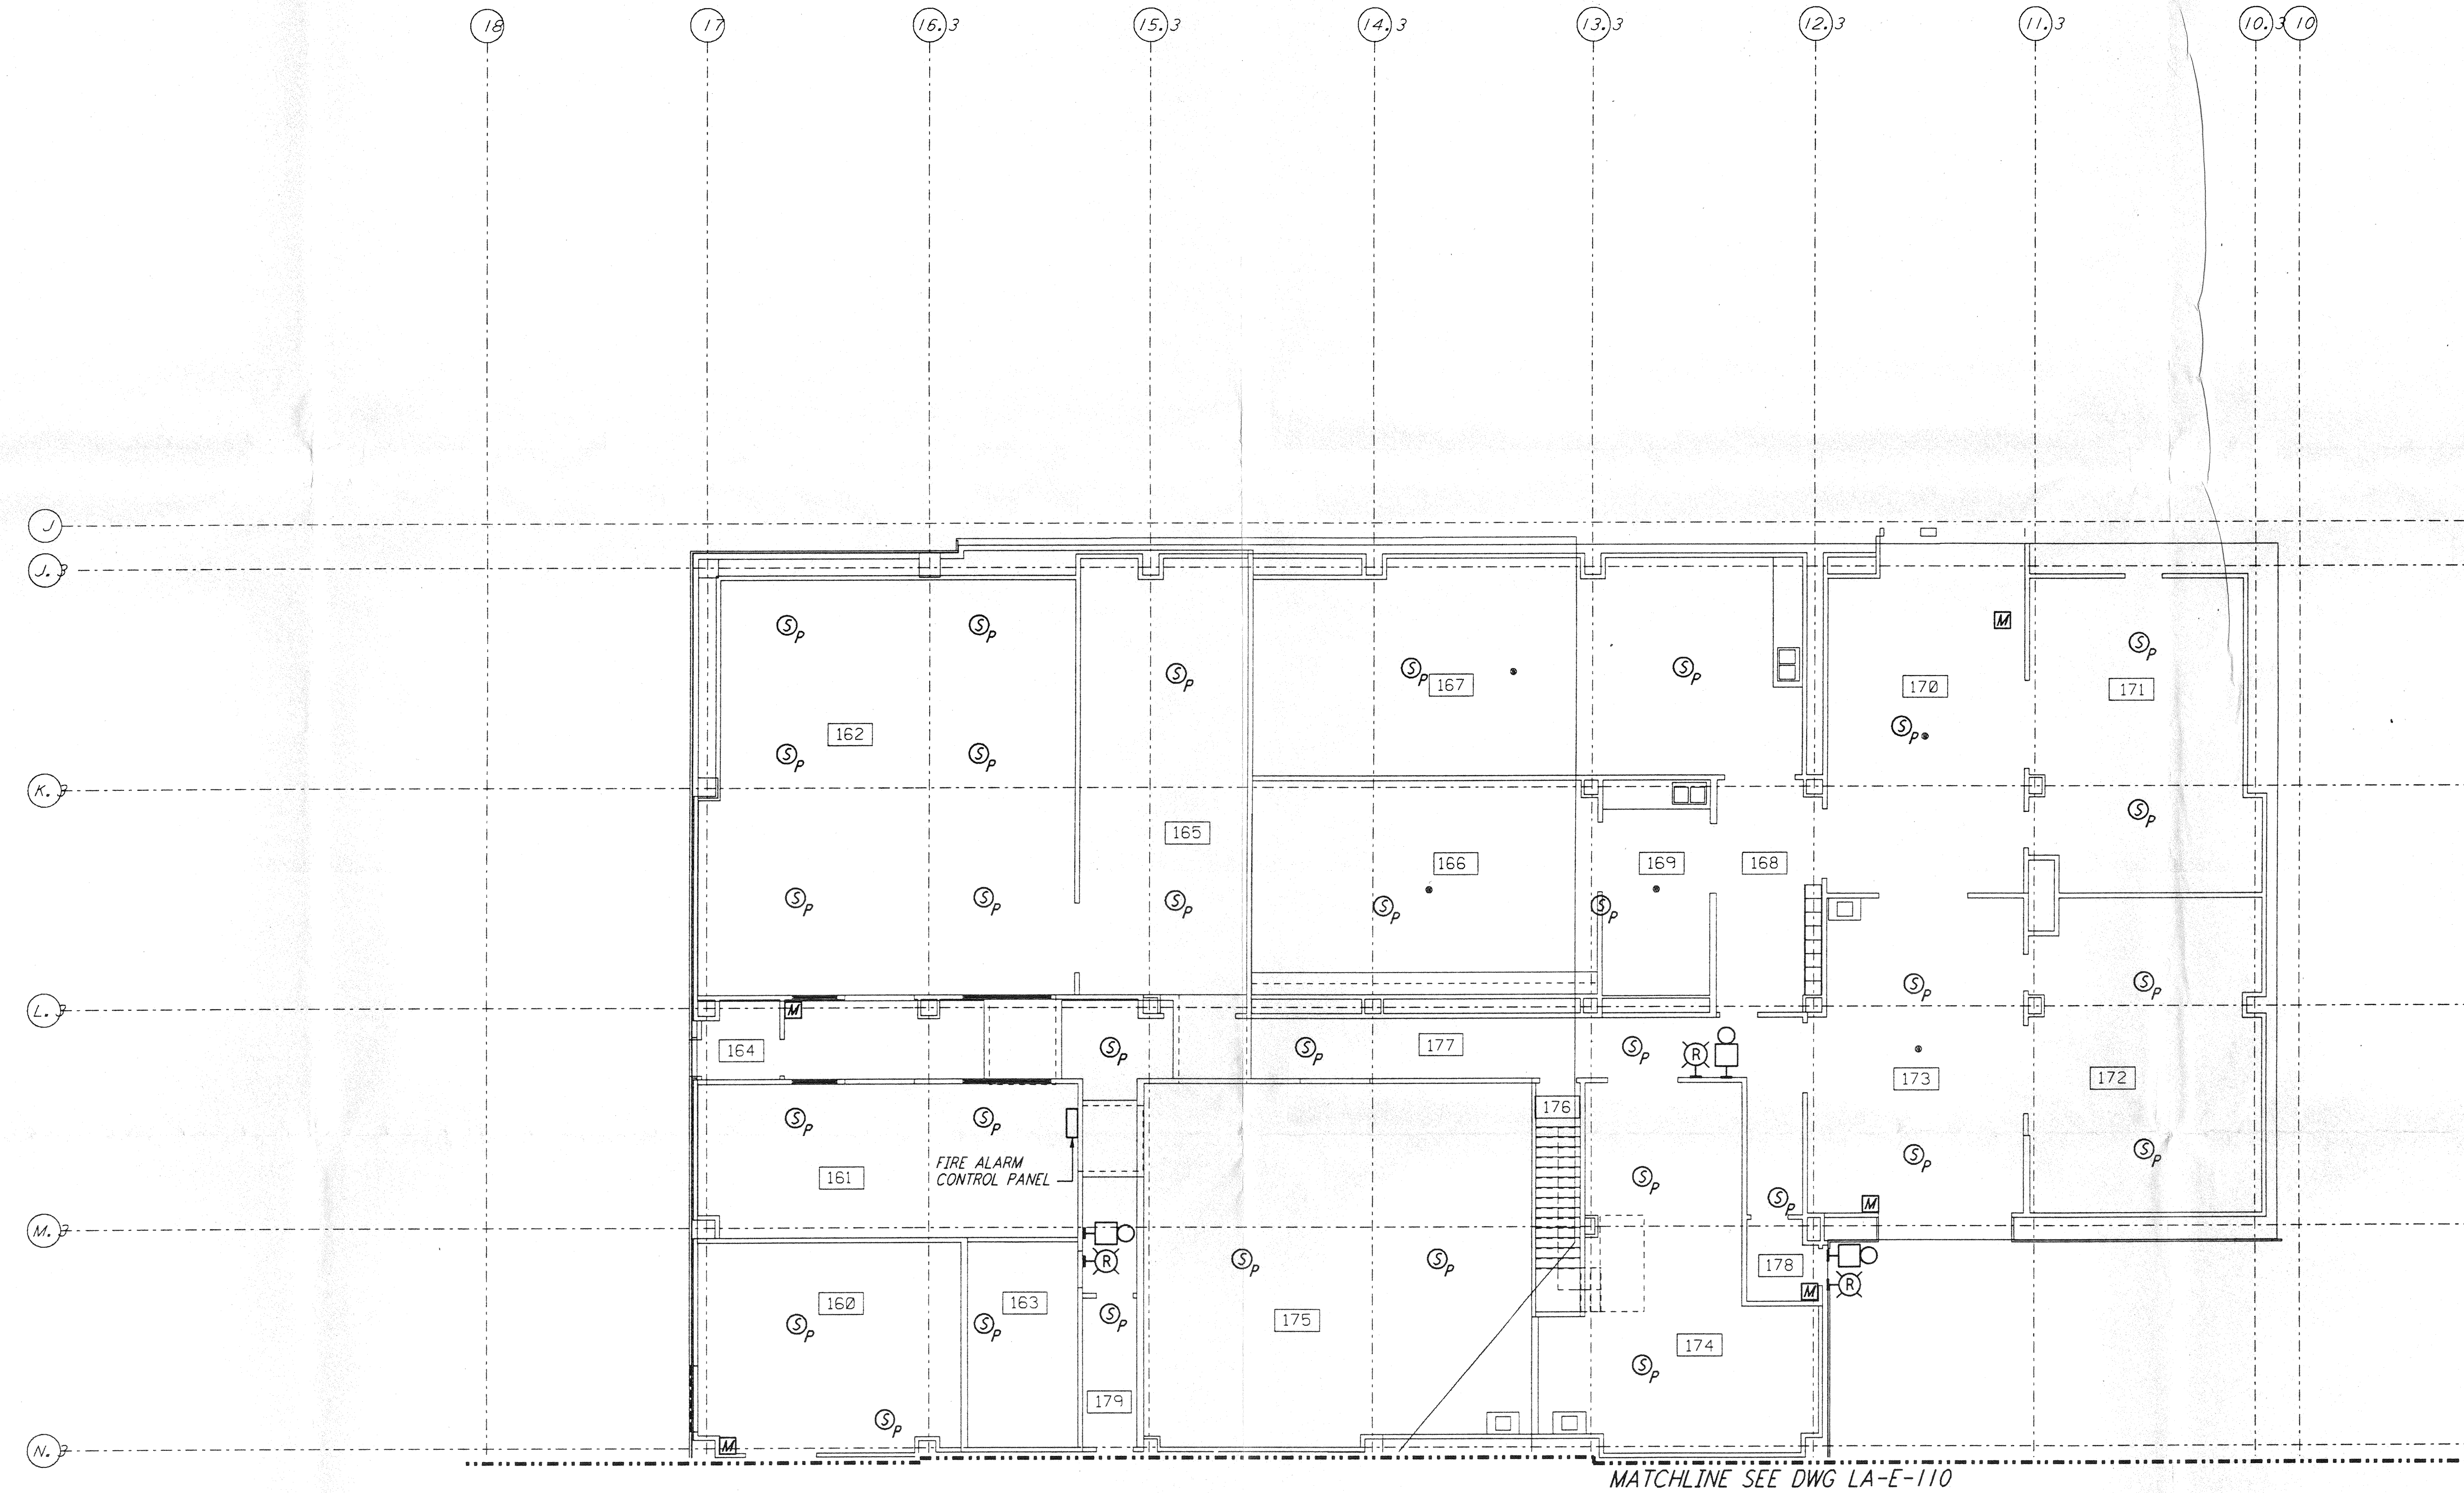 18 17 16.3 15.3 14.3 13.3 12.3 11.3 10.3 10
J
J.3
S P S P M S P
S P S P S P
167 170 171
162 S P S P S P
K.3
S P
165 166 169 168
S P S P S P S P S P
S P S P
L.3 M
164 S P S P 177 S P R
173 172
S P S P 176
FIRE ALARM
CONTROL PANEL
161 S P S P S P
S P M
M.3
R S P S P 178 R
M
160 163 S P
S P S P 175 174
S P
179
S P
M
N.3
MATCHLINE SEE DWG LA-E-110